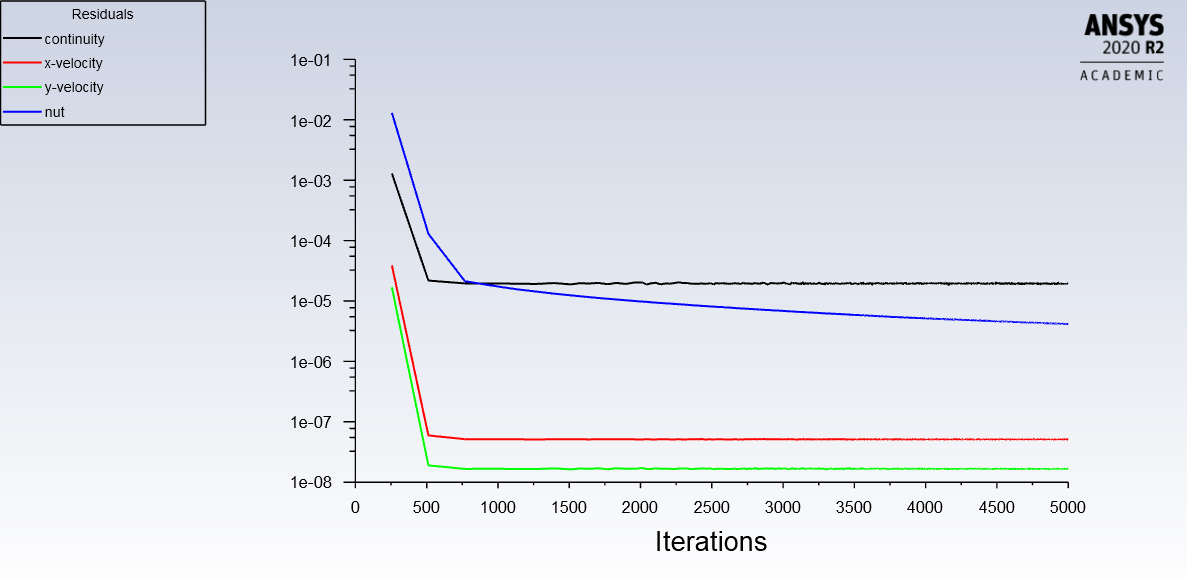 Residuals
continuity
x-velocity
y-velocity
nut
ANSYS
2020 R2
ACADEMIC
1e-01
1e-02
1e-03
1e-04
1e-05
1e-06
1e-07
1e-08
0 500 1000 1500 2000 2500 3000 3500 4000 4500 5000
Iterations